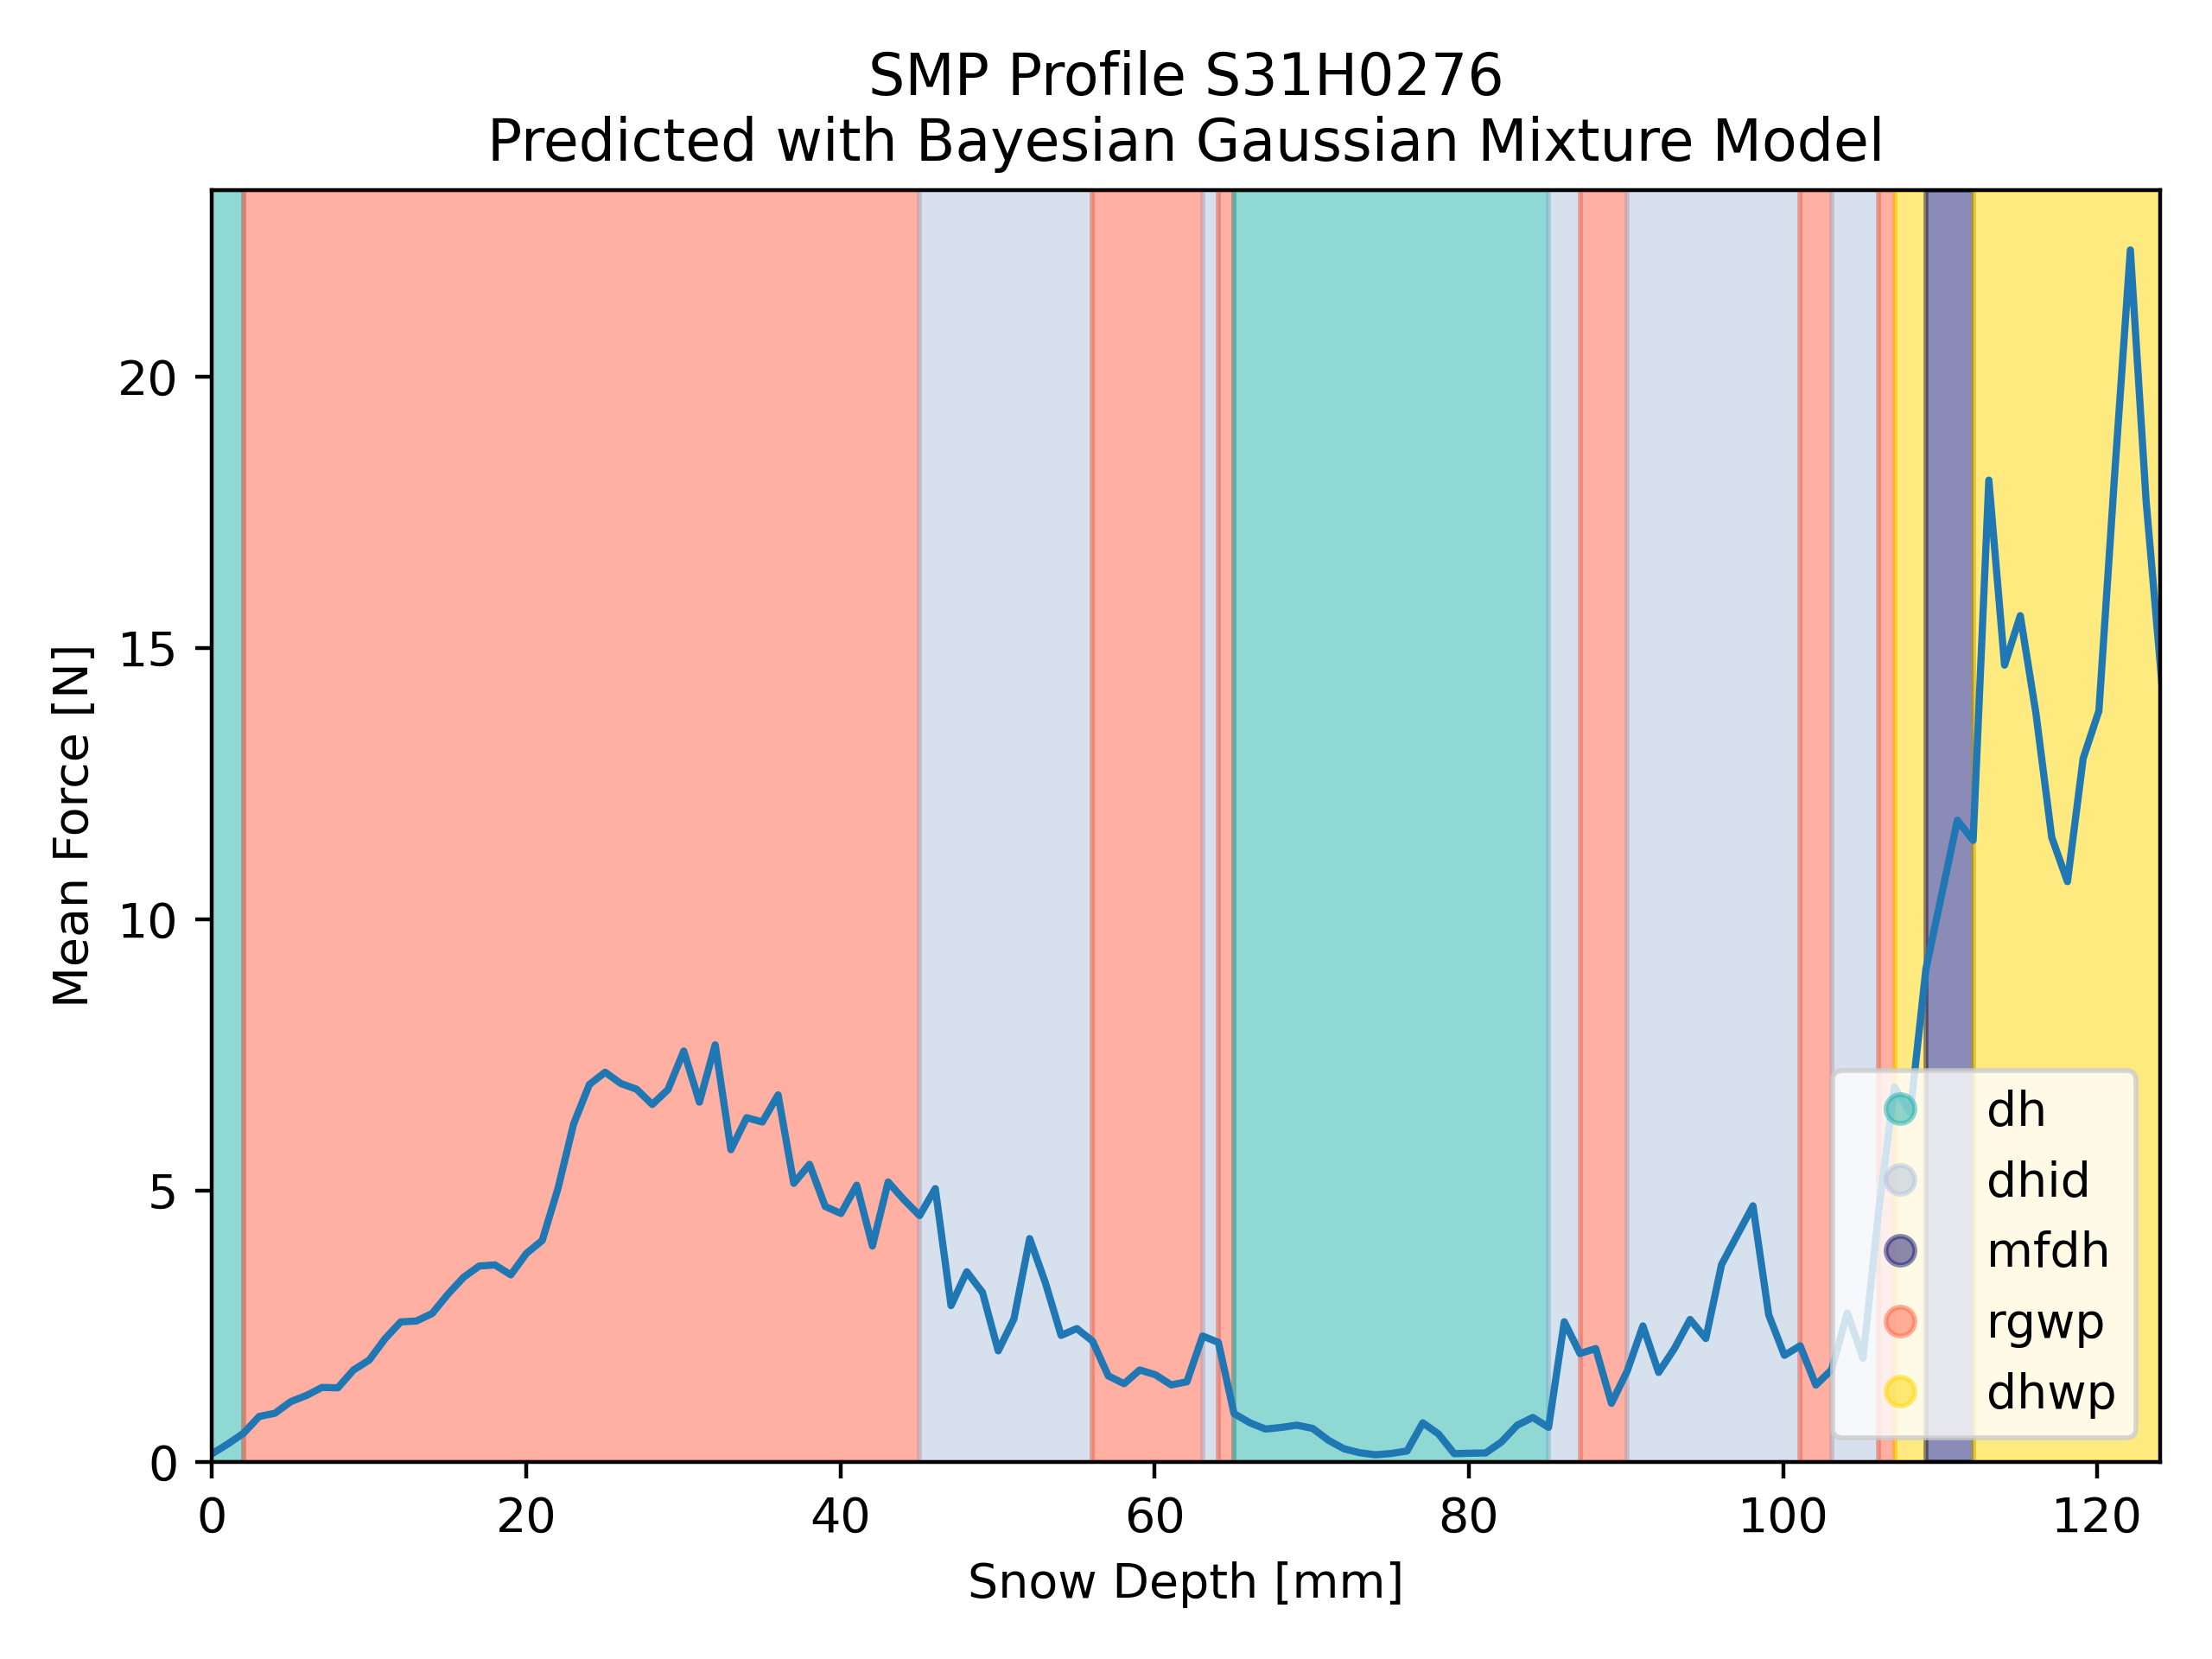 SMP Profile S31H0276
Predicted with Bayesian Gaussian Mixture Model
Mean Force [N]
20
15
10
5
0
0 20 40 60 80 100 120
Snow Depth [mm]
dh
dhid
mfdh
rgwp
dhwp